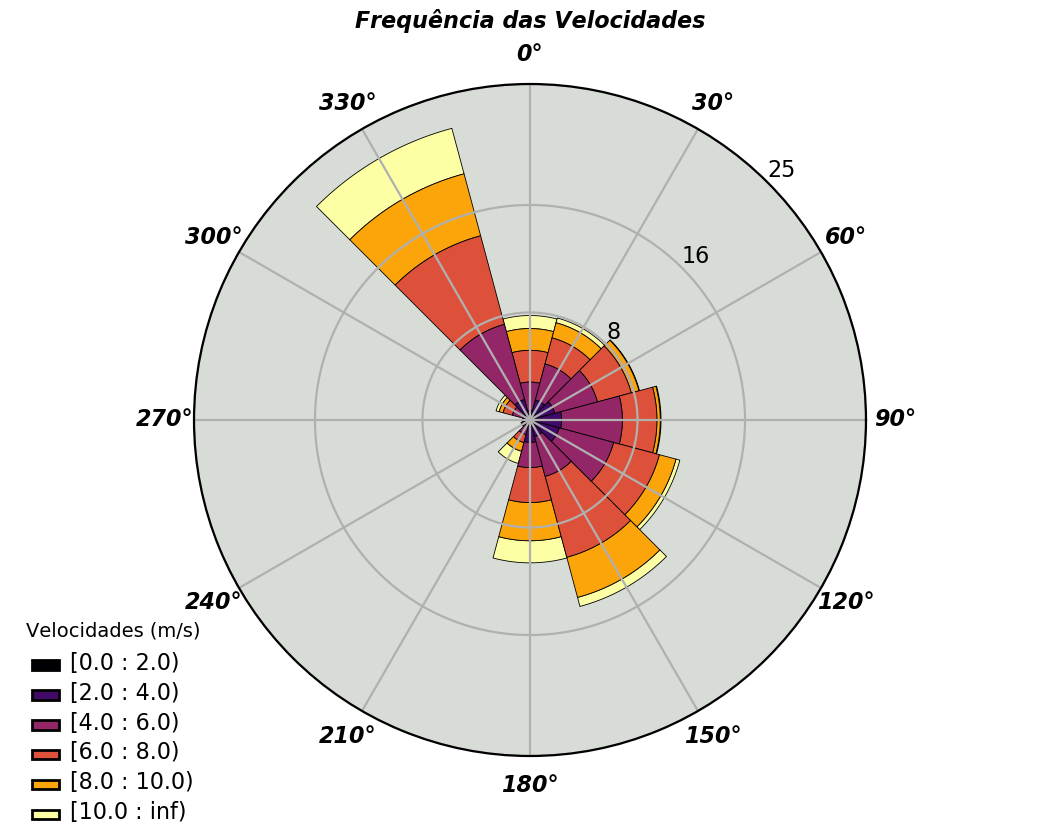 Frequência das Velocidades
0°
330°
30°
25
300°
60°
16
8
270°
90°
240°
120°
Velocidades (m/s)
[0.0 : 2.0)
[2.0 : 4.0)
[4.0 : 6.0)
210°
150°
[6.0 : 8.0)
[8.0 : 10.0)
180°
[10.0 : inf)